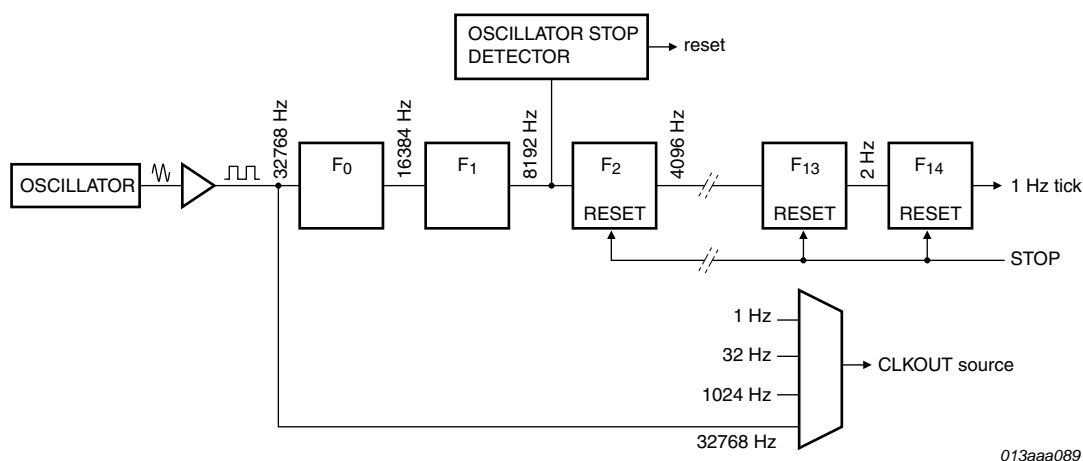 OSCILLATOR STOP
DETECTOR
reset
32768 Hz
16384 Hz
8192 Hz
4096 Hz
2 Hz
OSCILLATOR
F0
F1
F2
RESET
F13
RESET
F14
RESET
1 Hz tick
STOP
1 Hz
32 Hz
1024 Hz
32768 Hz
CLKOUT source
013aaa089